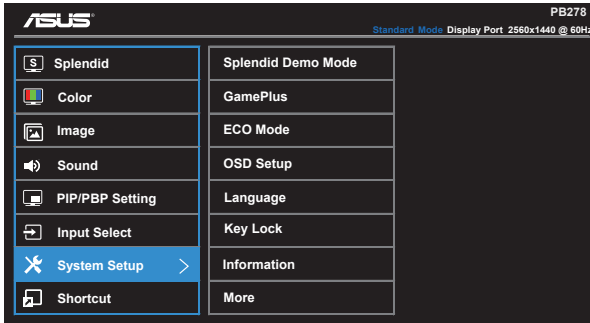 ASUS
PB278
Standard Mode Display Port 2560x1440 @ 60Hz
S Splendid
Color
Image
Sound
PIP/PBP Setting
Input Select
System Setup >
Shortcut
Splendid Demo Mode
GamePlus
ECO Mode
OSD Setup
Language
Key Lock
Information
More